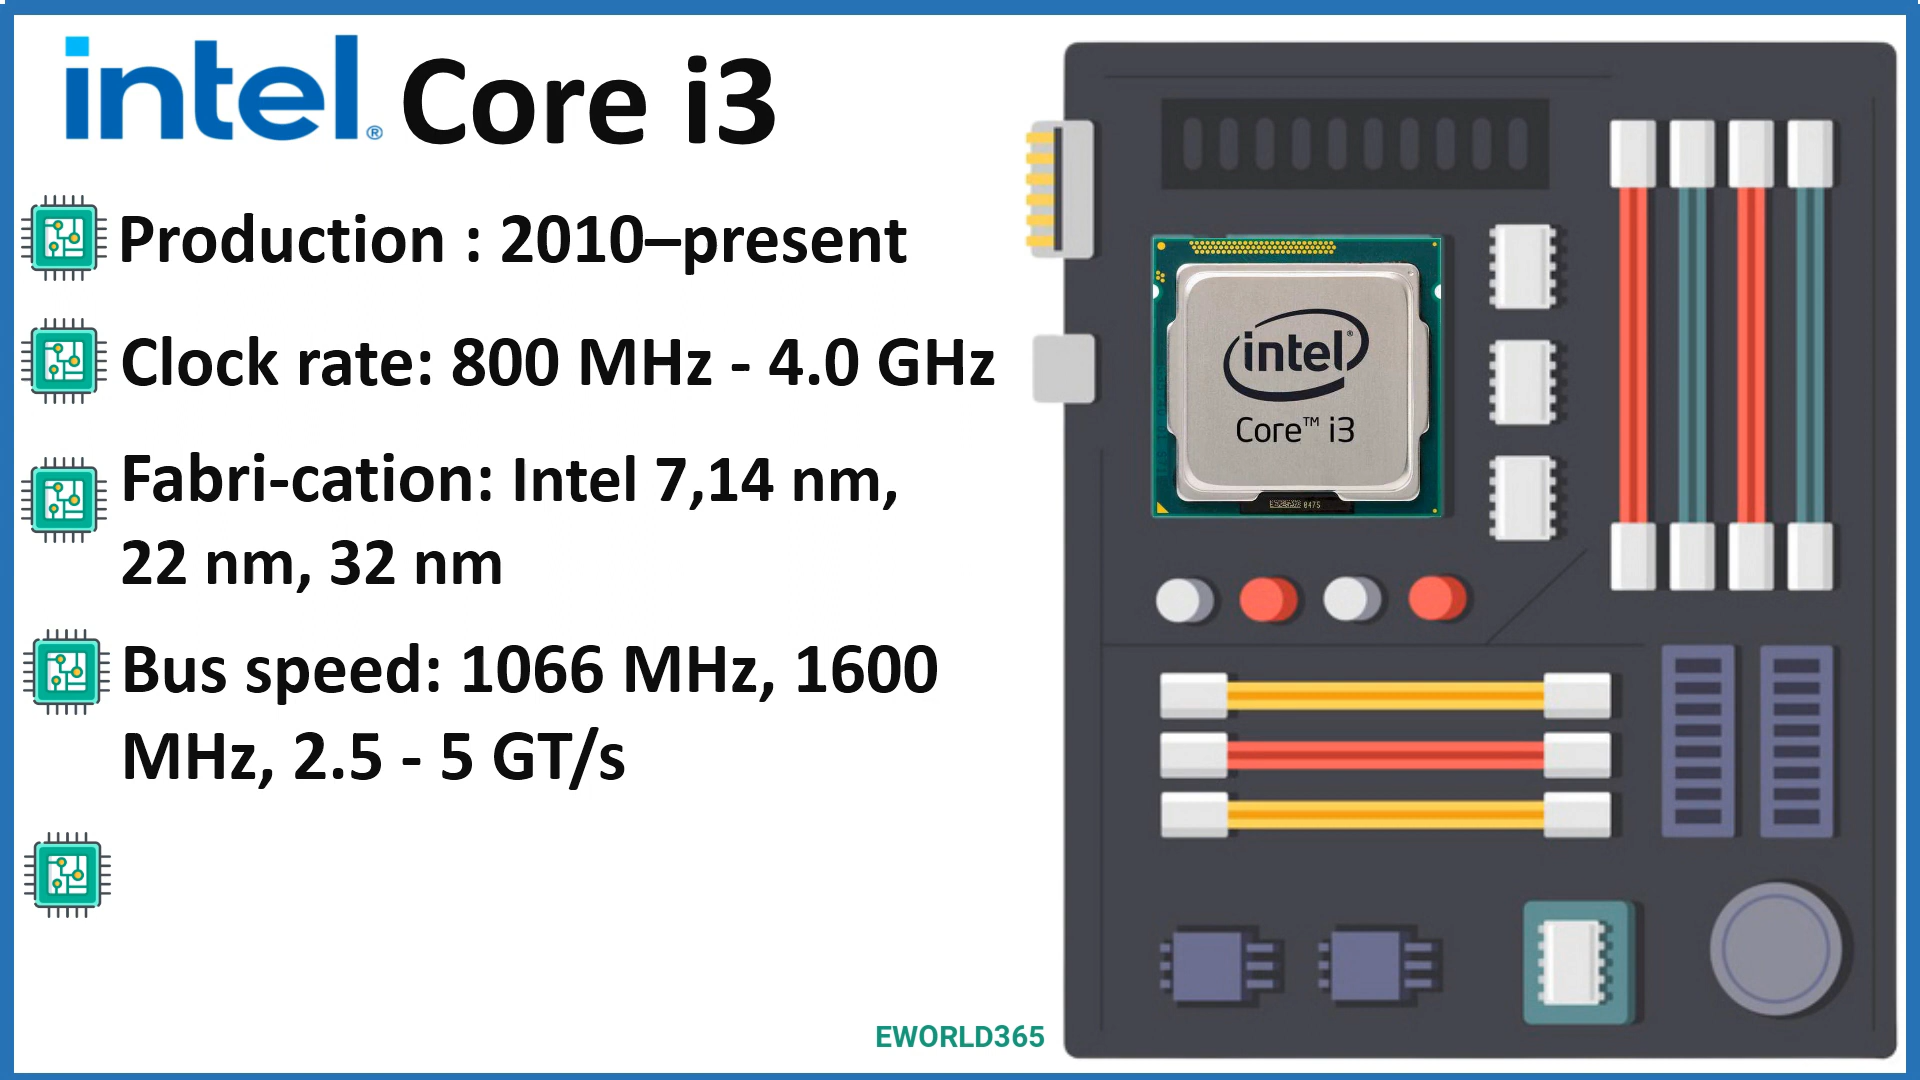 intel® Core i3
Production : 2010–present
Clock rate: 800 MHz - 4.0 GHz
Fabri-cation: Intel 7,14 nm,
22 nm, 32 nm
Bus speed: 1066 MHz, 1600
MHz, 2.5 - 5 GT/s
intel®
Core™ i3
EWORLD365